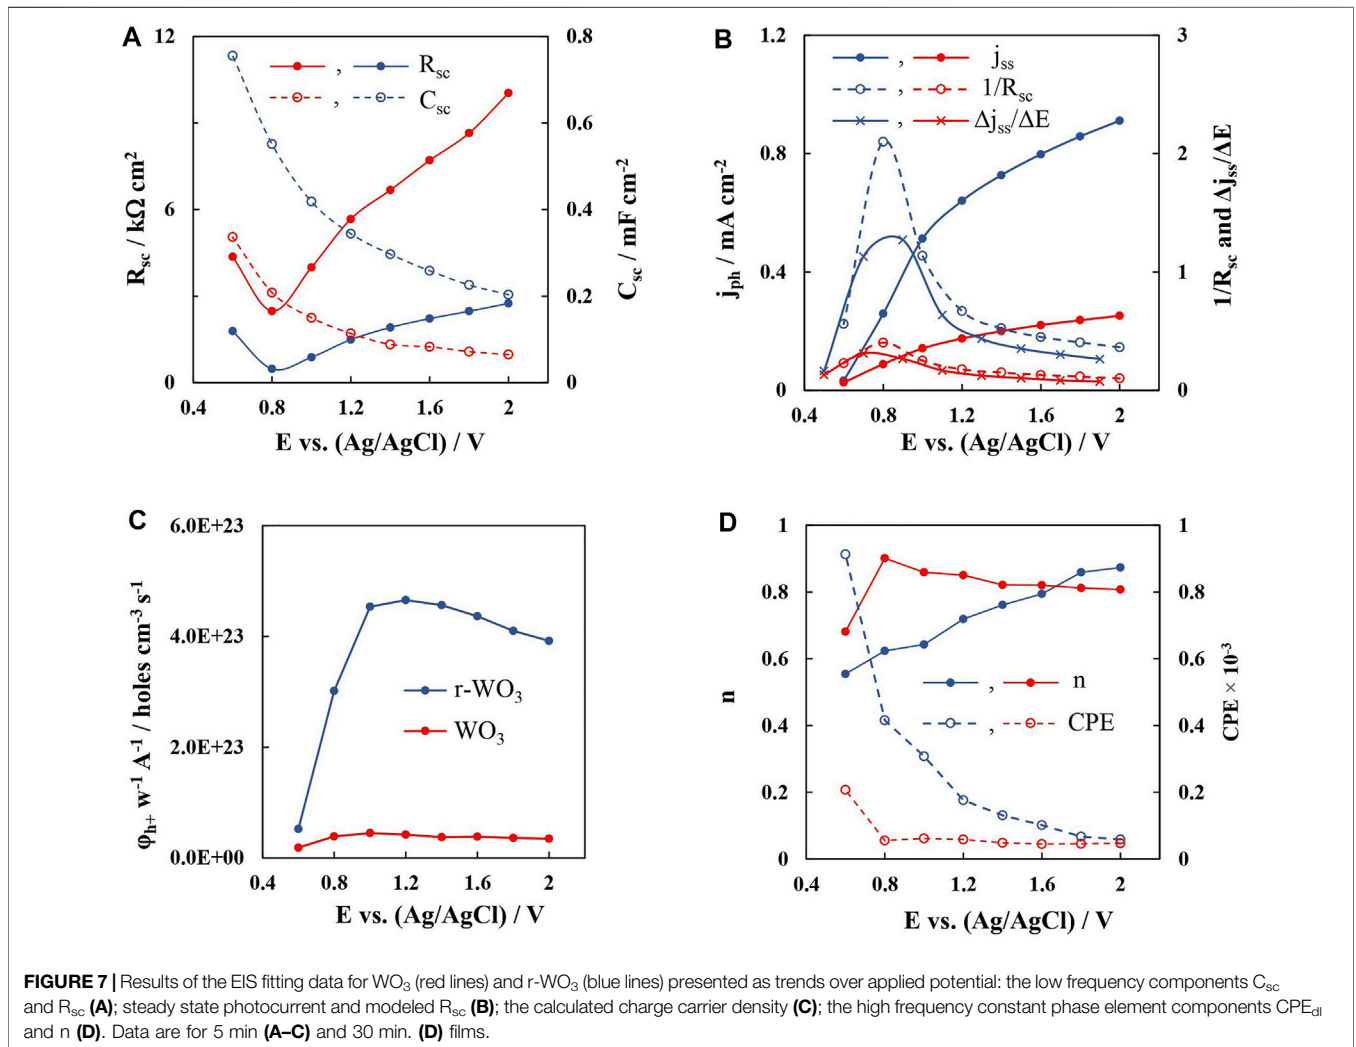 A
12
9
6
3
0
R_sc / kΩ cm²
0.8
0.6
0.4
0.2
0
C_sc / mF cm⁻²
, R_sc
, C_sc
0.4 0.8 1.2 1.6 2
E vs. (Ag/AgCl) / V
B
1.2
0.8
0.4
0
j_ph / mA cm⁻²
3
2
1
0
1/R_sc and Δj_ss/ΔE
, j_ss
, 1/R_sc
, Δj_ss/ΔE
0.4 0.8 1.2 1.6 2
E vs. (Ag/AgCl) / V
C
6.0E+23
4.0E+23
2.0E+23
0.0E+00
φ_h+ w⁻¹ A⁻¹ / holes cm⁻³ s⁻¹
r-WO₃
WO₃
0.4 0.8 1.2 1.6 2
E vs. (Ag/AgCl) / V
D
1
0.8
0.6
0.4
0.2
0
n
1
0.8
0.6
0.4
0.2
0
CPE × 10⁻³
, n
, CPE
0.4 0.8 1.2 1.6 2
E vs. (Ag/AgCl) / V
FIGURE 7 | Results of the EIS fitting data for WO₃ (red lines) and r-WO₃ (blue lines) presented as trends over applied potential: the low frequency components C_sc
and R_sc (A); steady state photocurrent and modeled R_sc (B); the calculated charge carrier density (C); the high frequency constant phase element components CPE_dl
and n (D). Data are for 5 min (A–C) and 30 min. (D) films.